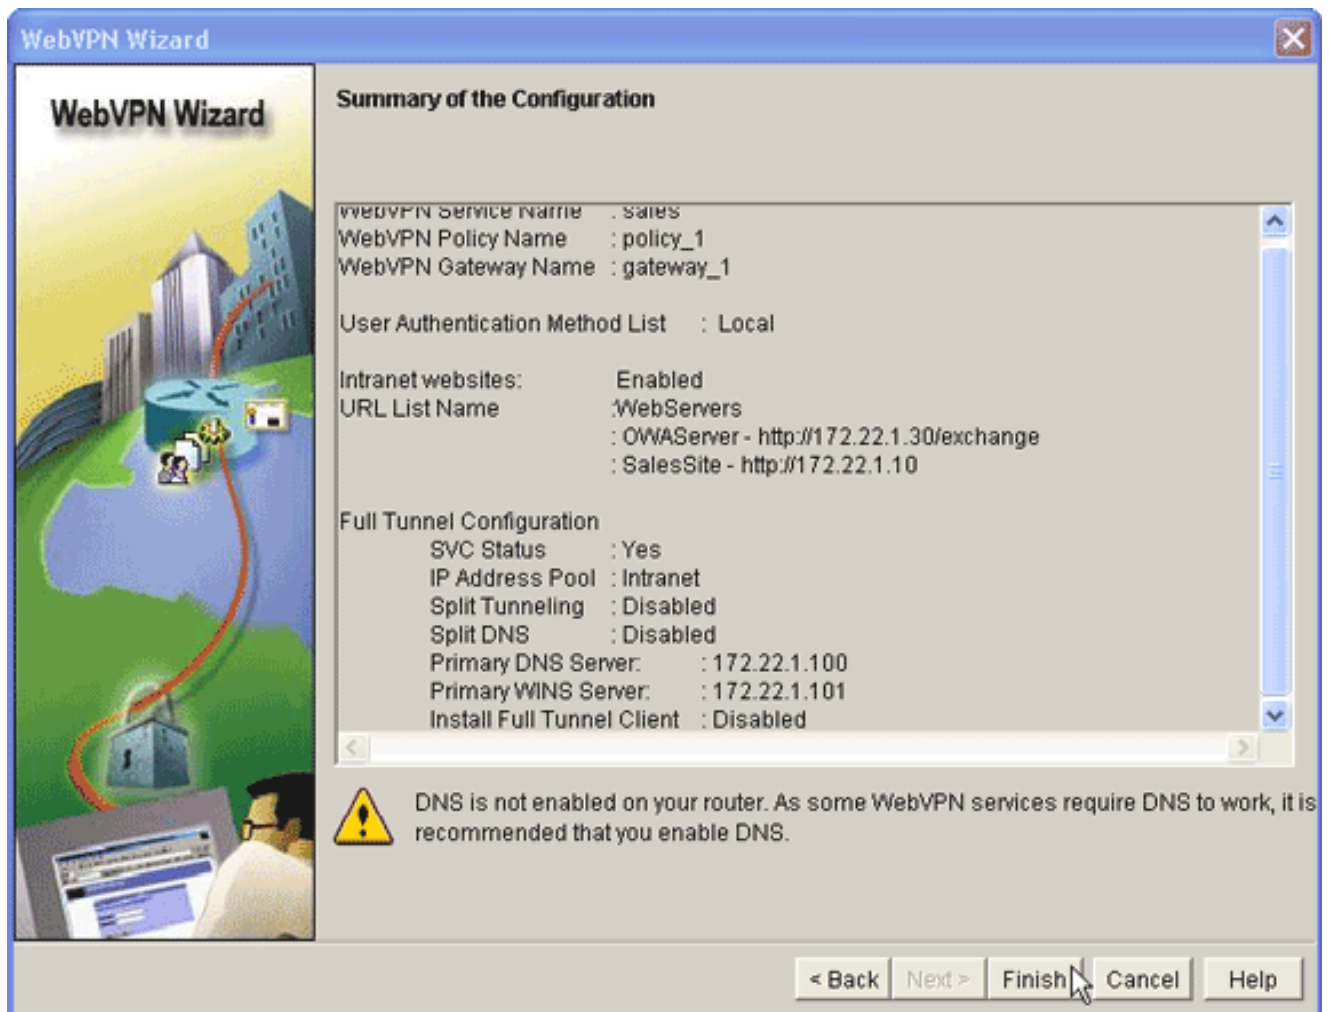 WebVPN Wizard
WebVPN Wizard
Summary of the Configuration
WebVPN Service Name : sales
WebVPN Policy Name : policy_1
WebVPN Gateway Name : gateway_1
User Authentication Method List : Local
Intranet websites: Enabled
URL List Name :WebServers
: OWAServer - http://172.22.1.30/exchange
: SalesSite - http://172.22.1.10
Full Tunnel Configuration
SVC Status : Yes
IP Address Pool : Intranet
Split Tunneling : Disabled
Split DNS : Disabled
Primary DNS Server: : 172.22.1.100
Primary WINS Server: : 172.22.1.101
Install Full Tunnel Client : Disabled
DNS is not enabled on your router. As some WebVPN services require DNS to work, it is
recommended that you enable DNS.
< Back Next > Finish Cancel Help